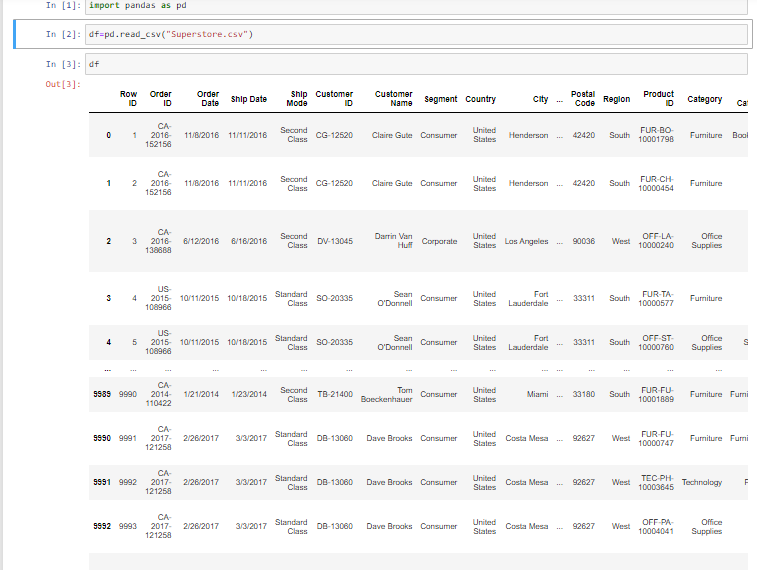 In [1]: import pandas as pd
In [2]: df=pd.read_csv("Superstore.csv")
In [3]: df
Out[3]:
Row ID Order ID Order Date Ship Date Ship Mode Customer ID Customer Name Segment Country City ... Postal Code Region Product ID Category
0 1 CA-2016-152156 11/8/2016 11/11/2016 Second Class CG-12520 Claire Gute Consumer United States Henderson ... 42420 South FUR-BO-10001798 Furniture
1 2 CA-2016-152156 11/8/2016 11/11/2016 Second Class CG-12520 Claire Gute Consumer United States Henderson ... 42420 South FUR-CH-10000454 Furniture
2 3 CA-2016-138688 6/12/2016 6/16/2016 Second Class DV-13045 Darrin Van Huff Corporate United States Los Angeles ... 90036 West OFF-LA-10000240 Office Supplies
3 4 US-2015-108966 10/11/2015 10/18/2015 Standard Class SO-20335 Sean O'Donnell Consumer United States Fort Lauderdale ... 33311 South FUR-TA-10000577 Furniture
4 5 US-2015-108966 10/11/2015 10/18/2015 Standard Class SO-20335 Sean O'Donnell Consumer United States Fort Lauderdale ... 33311 South OFF-ST-10000760 Office Supplies
... ... ... ... ... ... ... ... ... ... ... ... ... ... ...
9989 9990 CA-2014-110422 1/21/2014 1/23/2014 Second Class TB-21400 Tom Boeckenhauer Consumer United States Miami ... 33180 South FUR-FU-10001889 Furniture
9990 9991 CA-2017-121258 2/26/2017 3/3/2017 Standard Class DB-13060 Dave Brooks Consumer United States Costa Mesa ... 92627 West FUR-FU-10000747 Furniture
9991 9992 CA-2017-121258 2/26/2017 3/3/2017 Standard Class DB-13060 Dave Brooks Consumer United States Costa Mesa ... 92627 West TEC-PH-10003645 Technology
9992 9993 CA-2017-121258 2/26/2017 3/3/2017 Standard Class DB-13060 Dave Brooks Consumer United States Costa Mesa ... 92627 West OFF-PA-10004041 Office Supplies